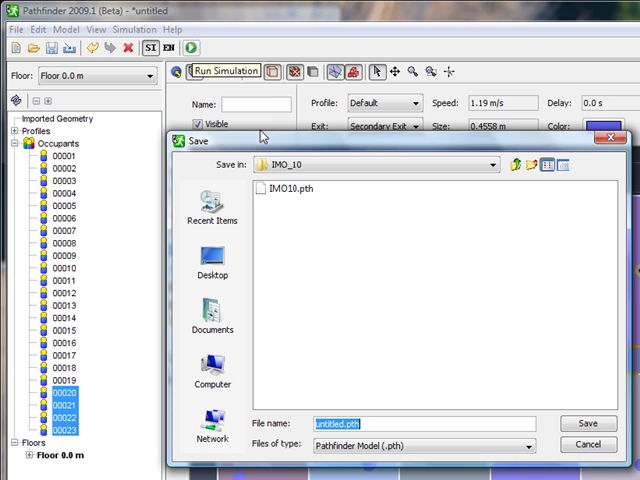 Pathfinder 2009.1 (Beta) - *untitled
File Edit Model View Simulation Help
SI EN
Floor: Floor 0.0 m
Run Simulation
Name:
Profile: Default
Speed: 1.19 m/s
Delay: 0.0 s
Visible
Exit: Secondary Exit
Size: 0.4558 m
Color:
Imported Geometry
Profiles
Occupants
00001
00002
00003
00004
00005
00006
00007
00008
00009
00010
00011
00012
00013
00014
00015
00016
00017
00018
00019
00020
00021
00022
00023
Floors
Floor 0.0 m
Save
Save in: IMO_10
IMO10.pth
Recent Items
Desktop
Documents
Computer
Network
File name: untitled.pth
Save
Files of type: Pathfinder Model (.pth)
Cancel